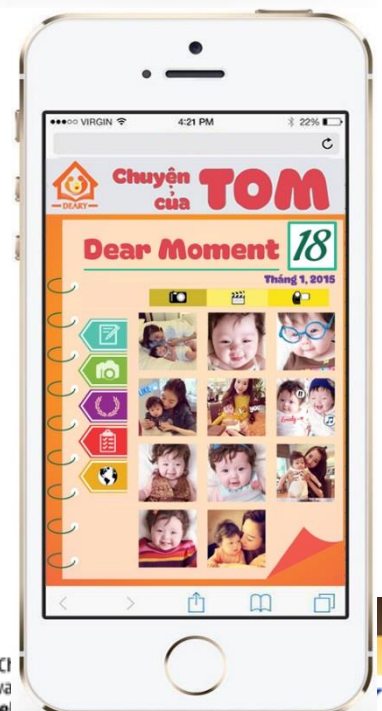 VIRGIN 4:21 PM 22%
DEARY
Chuyện
của TOM
Dear Moment 18
Tháng 1, 2015